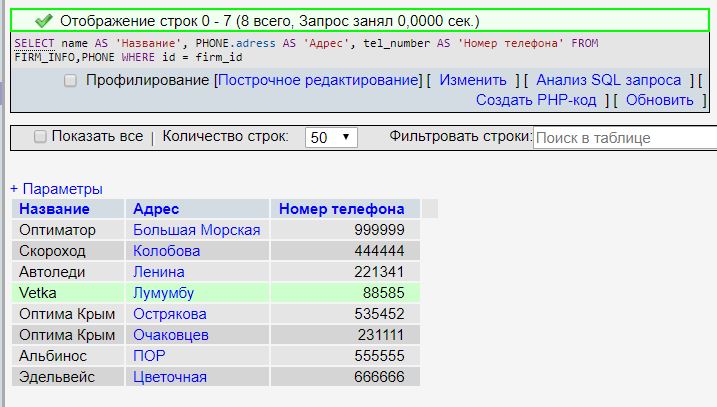 Отображение строк 0 - 7 (8 всего, Запрос занял 0,0000 сек.)
SELECT name AS 'Название', PHONE.adress AS 'Адрес', tel_number AS 'Номер телефона' FROM
FIRM_INFO,PHONE WHERE id = firm_id
Профилирование [Построчное редактирование] [ Изменить ] [ Анализ SQL запроса ] [
Создать PHP-код ] [ Обновить ]
Показать все | Количество строк: 50 Фильтровать строки: Поиск в таблице
+ Параметры
Название Адрес Номер телефона
Оптиматор Большая Морская 999999
Скороход Колобова 444444
Автоледи Ленина 221341
Vetka Лумумбу 88585
Оптима Крым Острякова 535452
Оптима Крым Очаковцев 231111
Альбинос ПОР 555555
Эдельвейс Цветочная 666666